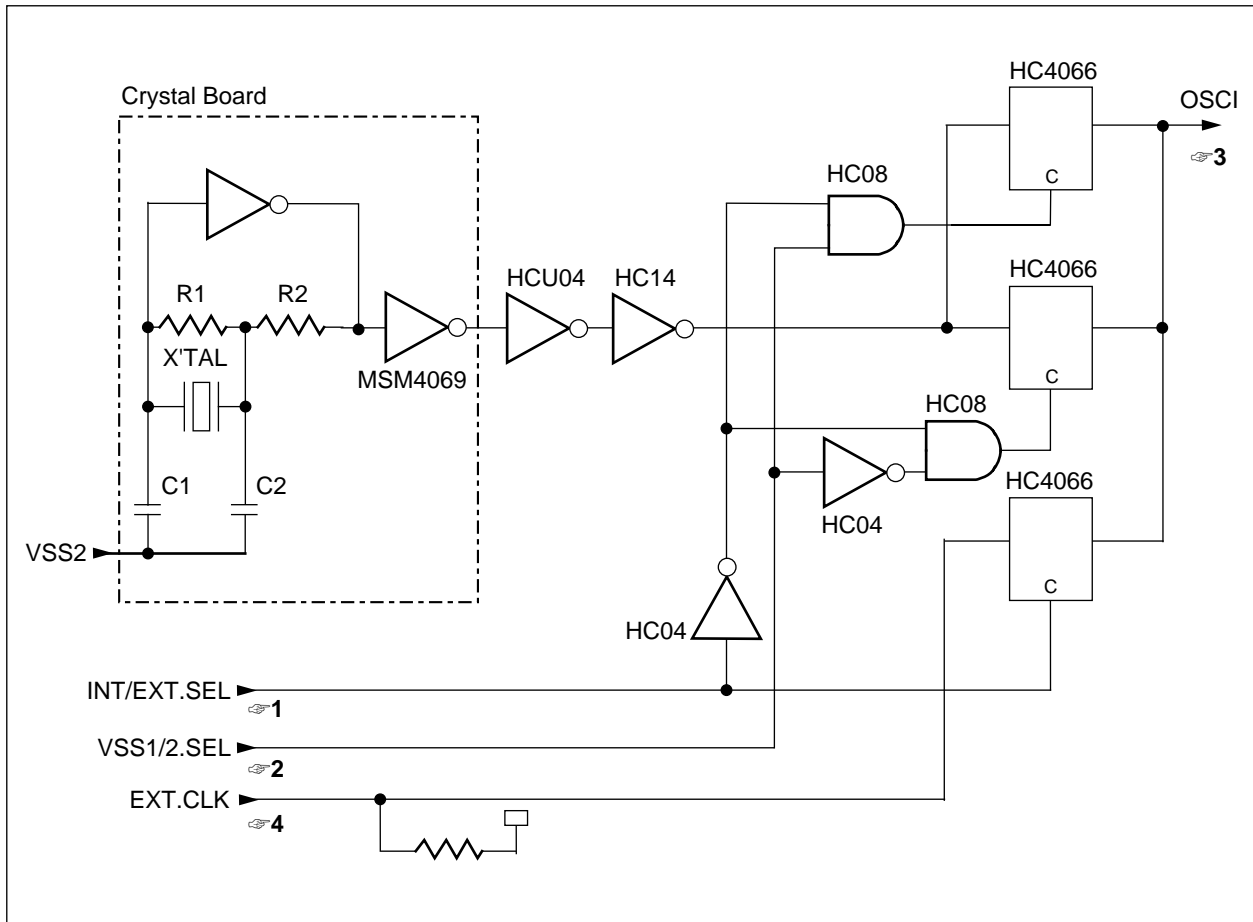 HC4066
OSCI
☞3
C
Crystal Board
HC08
HC4066
C
HCU04
HC14
R1
R2
X'TAL
MSM4069
HC08
C1
C2
HC04
HC4066
C
VSS2
HC04
INT/EXT.SEL
☞1
VSS1/2.SEL
☞2
EXT.CLK
☞4